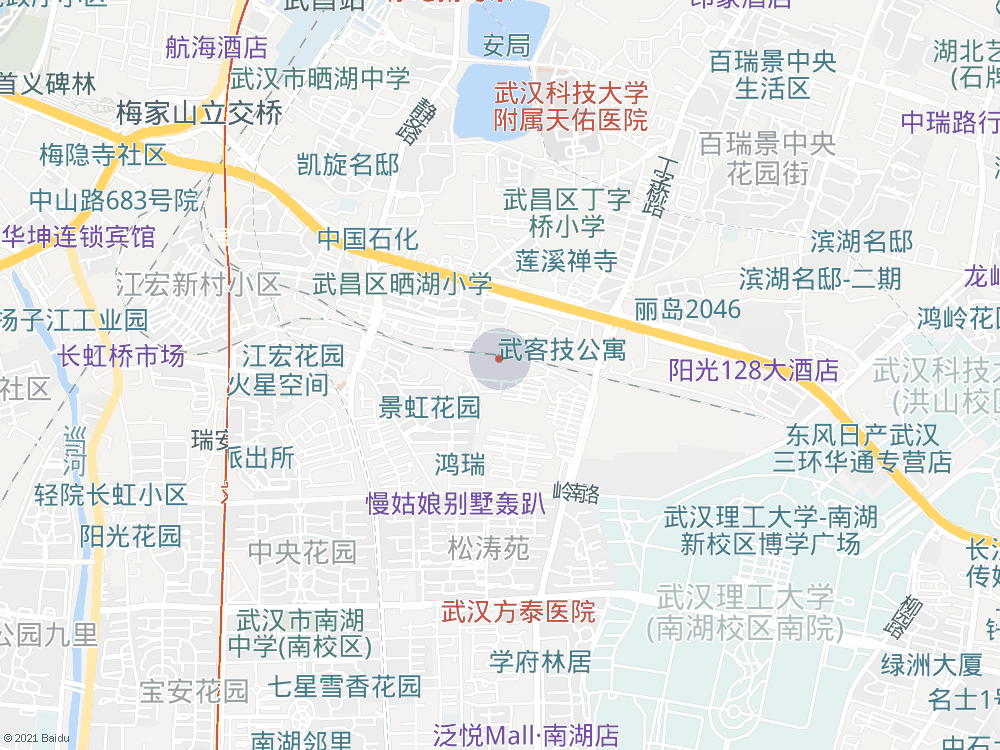 武昌站
航海酒店
安局
百瑞景中央
生活区
湖北艺
(石牌
首义碑林
武汉市晒湖中学
武汉科技大学
附属天佑医院
梅家山立交桥
静路
中瑞路行
梅隐寺社区
凯旋名邸
百瑞景中央
花园街
丁字桥路
中山路683号院
武昌区丁字
桥小学
华坤连锁宾馆
中国石化
滨湖名邸
莲溪禅寺
江宏新村小区
武昌区晒湖小学
滨湖名邸-二期
龙屿
丽岛2046
扬子江工业园
鸿岭花园
长虹桥市场
江宏花园
武客技公寓
火星空间
阳光128大酒店
武汉科技大
(洪山校区
社区
景虹花园
巡
河
瑞安
派出所
鸿瑞
东风日产武汉
三环华通专营店
轻院长虹小区
慢姑娘别墅轰趴
岭南路
阳光花园
武汉理工大学-南湖
新校区博学广场
中央花园
松涛苑
长江
传媒
武汉市南湖
中学(南校区)
武汉方泰医院
武汉理工大学
(南湖校区南院)
公园九里
学府林居
绿洲大厦
宝安花园
七星雪香花园
名士1号
南湖邻里
泛悦Mall·南湖店
中石
© 2021 Baidu